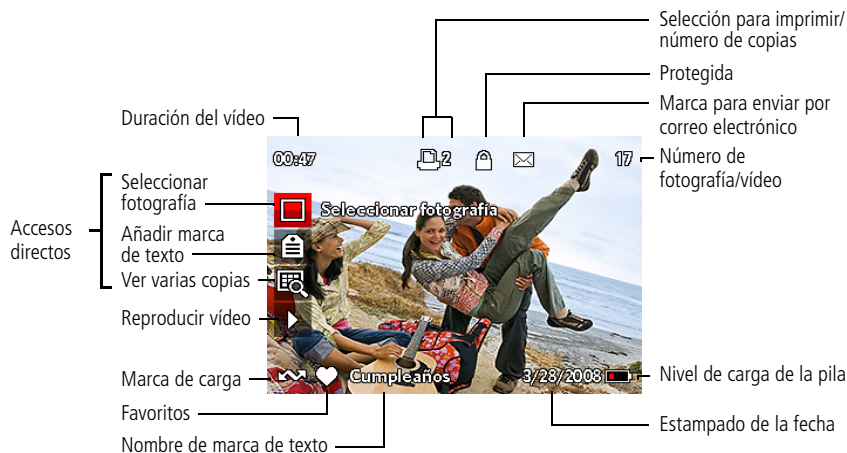 Selección para imprimir/
número de copias
Protegida
Marca para enviar por
correo electrónico
Número de
fotografía/vídeo
Duración del vídeo
00:47
2
17
Accesos
directos
Seleccionar
fotografía
Añadir marca
de texto
Ver varias copias
Reproducir vídeo
Seleccionar fotografía
Marca de carga
Favoritos
Nombre de marca de texto
Cumpleaños
3/28/2008
Nivel de carga de la pila
Estampado de la fecha